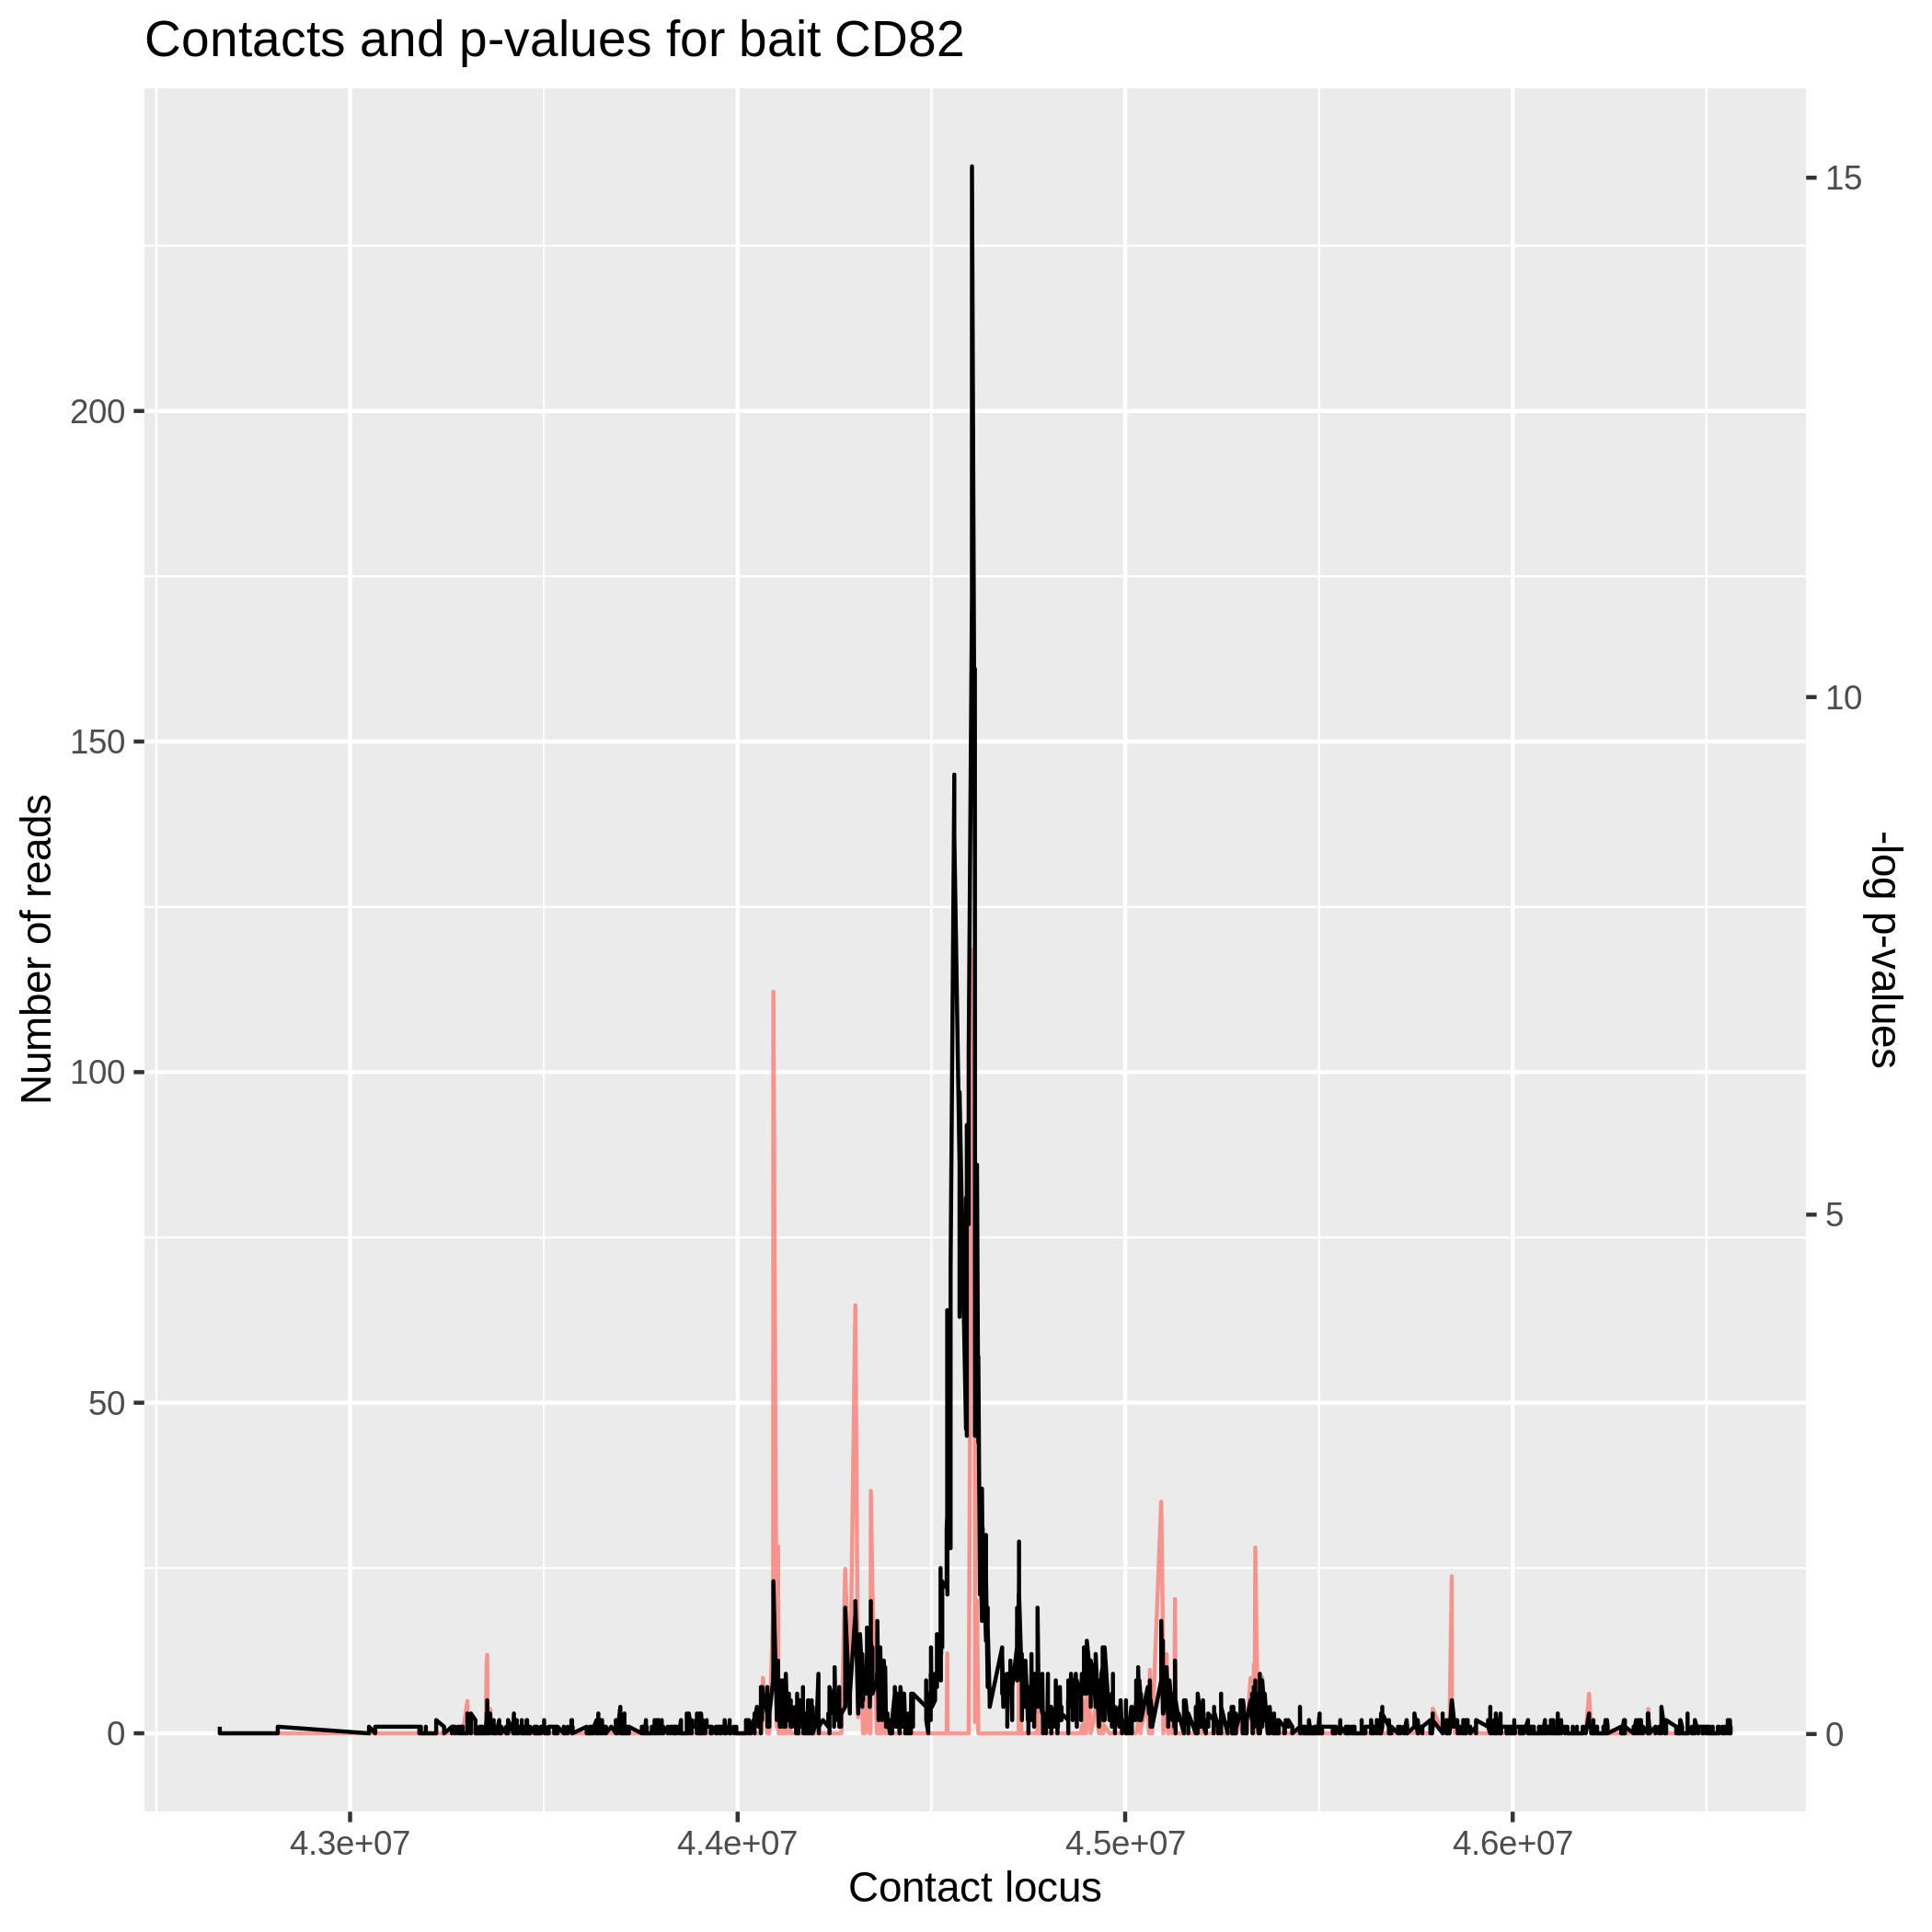 Contacts and p-values for bait CD82
Number of reads
200
150
100
50
0
15
10
5
0
-log p-values
4.3e+07
4.4e+07
4.5e+07
4.6e+07
Contact locus